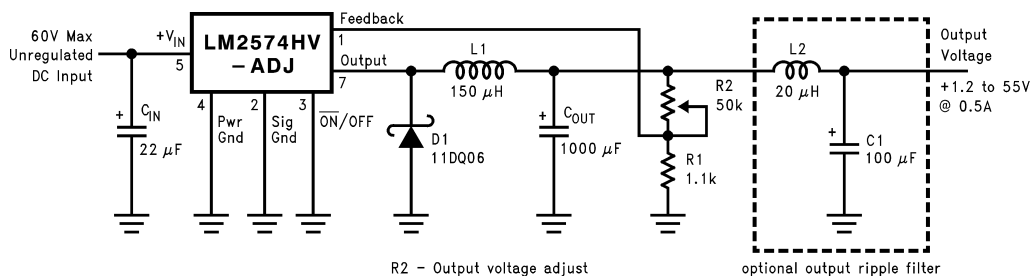 60V Max
Unregulated
DC Input
+VIN
5
LM2574HV
-ADJ
Feedback
1
Output
7
4
Pwr
Gnd
2
Sig
Gnd
3
ON/OFF
+
CIN
22 μF
D1
11DQ06
L1
150 μH
+
COUT
1000 μF
R2
50k
R1
1.1k
L2
20 μH
+
C1
100 μF
Output
Voltage
+1.2 to 55V
@ 0.5A
R2 - Output voltage adjust
optional output ripple filter